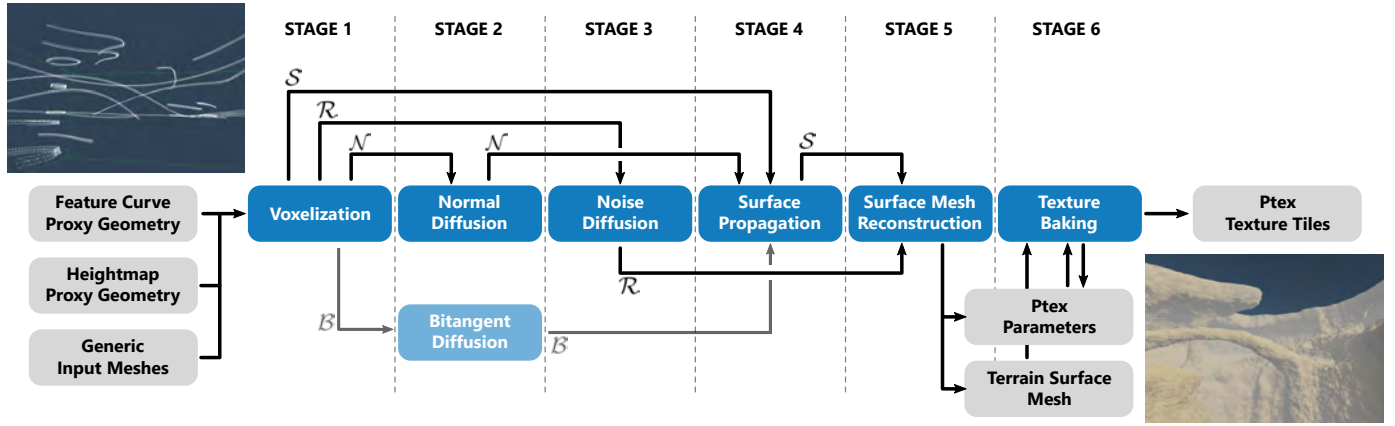 STAGE 1
STAGE 2
STAGE 3
STAGE 4
STAGE 5
STAGE 6
S
R
N
N
S
Feature Curve
Proxy Geometry
Voxelization
Normal
Diffusion
Noise
Diffusion
Surface
Propagation
Surface Mesh
Reconstruction
Texture
Baking
Ptex
Texture Tiles
Heightmap
Proxy Geometry
R
Ptex
Parameters
B
Bitangent
Diffusion
B
Generic
Input Meshes
Terrain Surface
Mesh